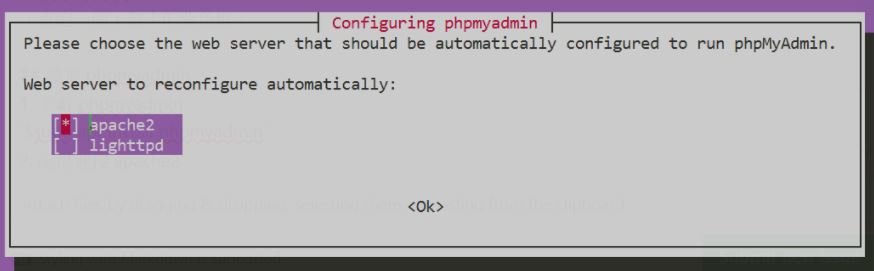 Configuring phpmyadmin
Please choose the web server that should be automatically configured to run phpMyAdmin.
Web server to reconfigure automatically:
[*] apache2
[ ] lighttpd
<Ok>